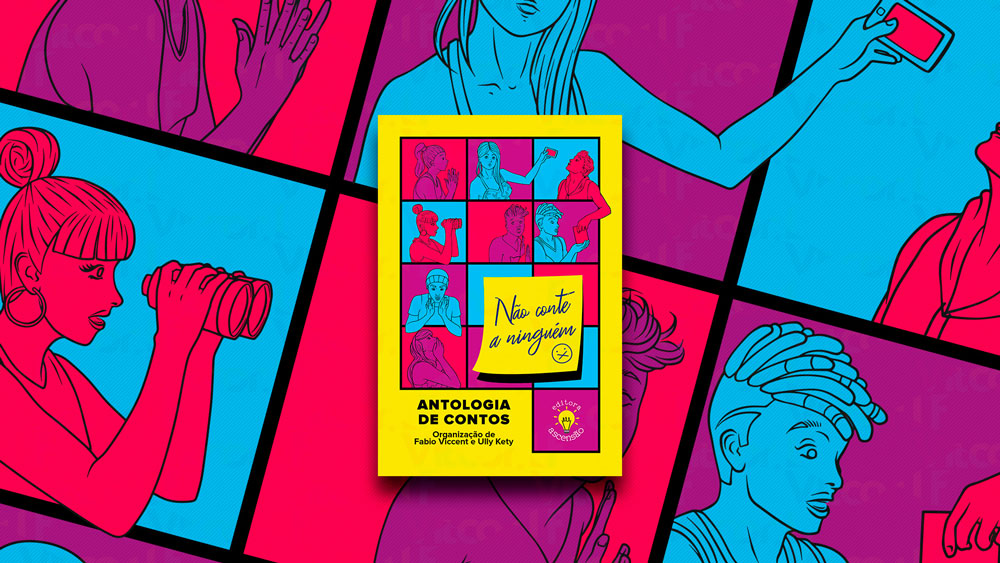 Não conte
a ninguém
ANTOLOGIA
DE CONTOS
Organização de
Fabio Viccent e Ully Kety
editora
ascensão